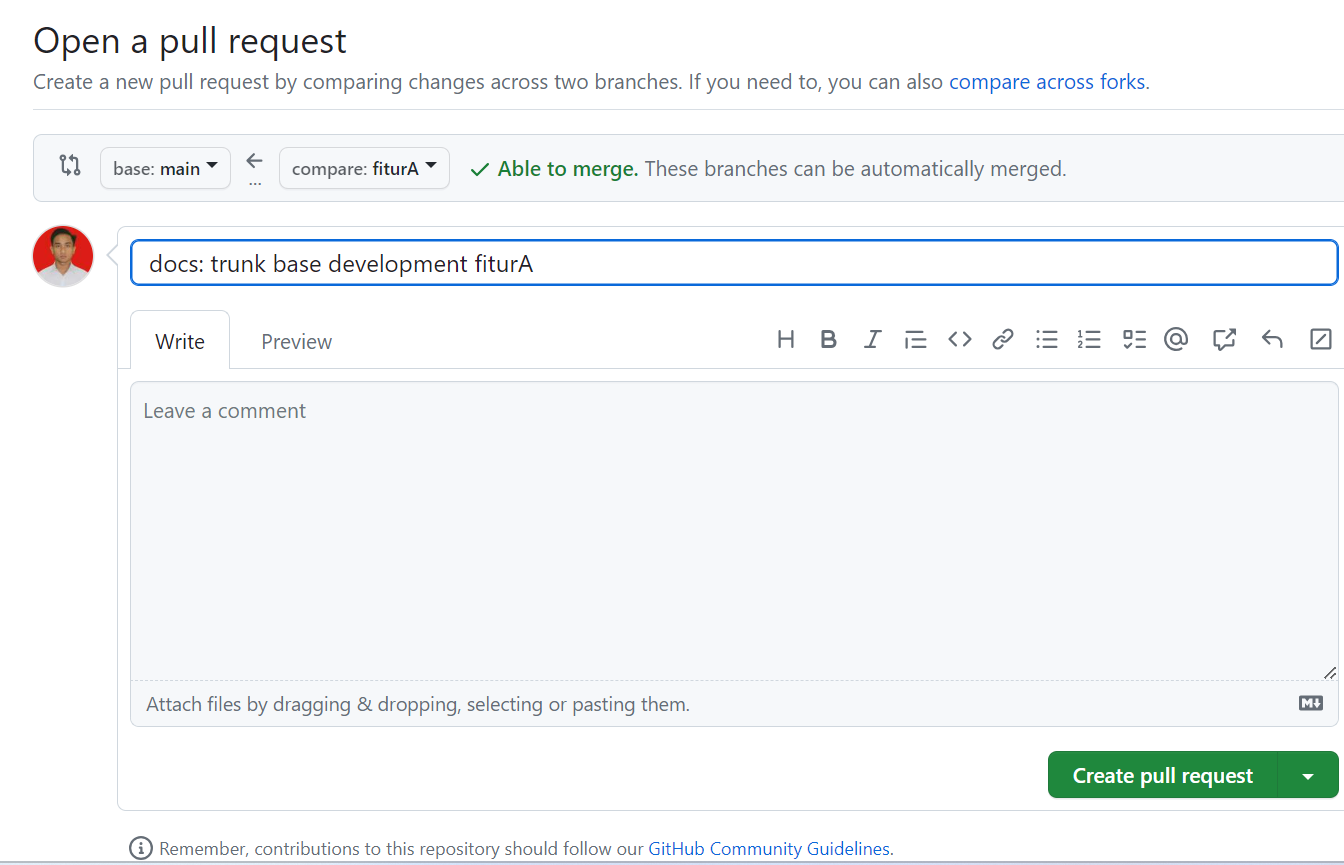 Open a pull request
Create a new pull request by comparing changes across two branches. If you need to, you can also compare across forks.
base: main
...
compare: fiturA
Able to merge. These branches can be automatically merged.
docs: trunk base development fiturA
Write
Preview
Leave a comment
Attach files by dragging & dropping, selecting or pasting them.
Create pull request
Remember, contributions to this repository should follow our GitHub Community Guidelines.